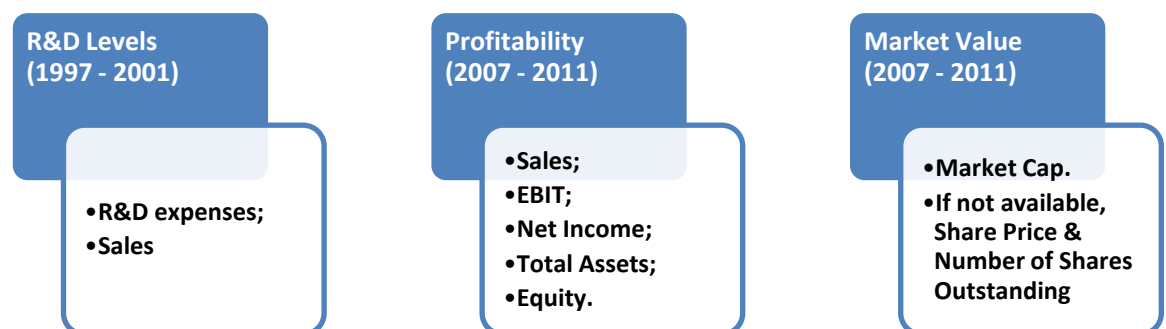 R&D Levels
(1997 - 2001)
•R&D expenses;
•Sales
Profitability
(2007 - 2011)
•Sales;
•EBIT;
•Net Income;
•Total Assets;
•Equity.
Market Value
(2007 - 2011)
•Market Cap.
•If not available,
Share Price &
Number of Shares
Outstanding